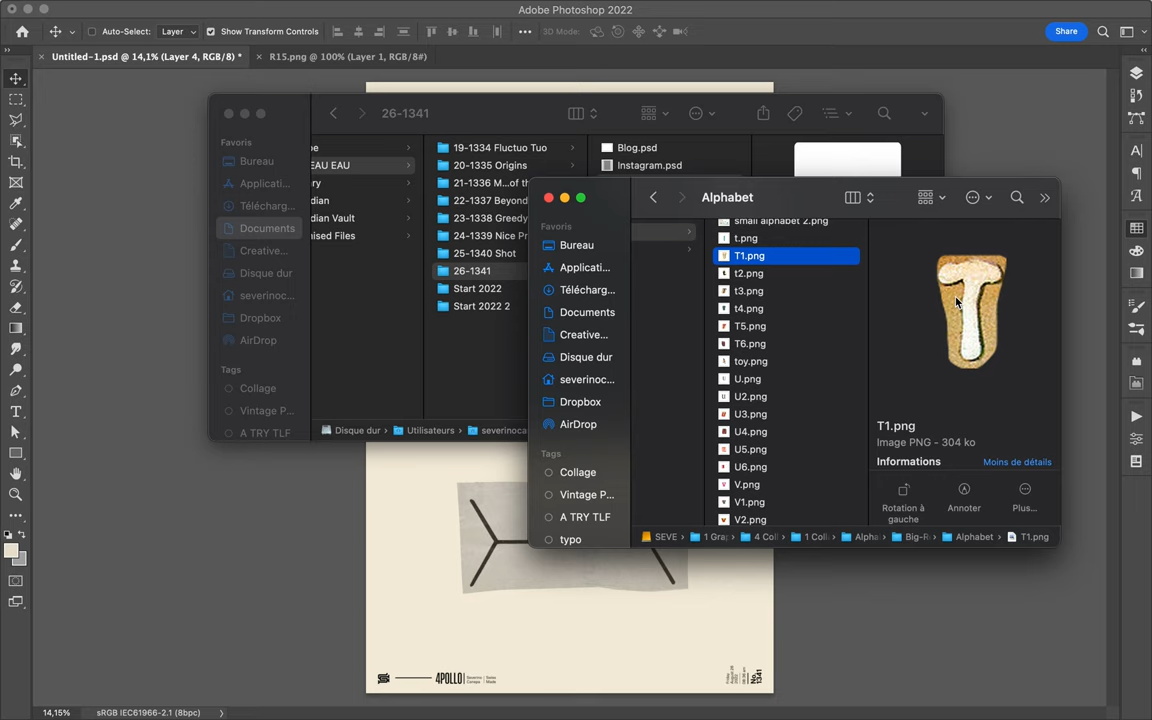 Adobe Photoshop 2022
Auto-Select: Layer Show Transform Controls 3D Mode: Share
Untitled-1.psd @ 14,1% (Layer 4, RGB/8) * R15.png @ 100% (Layer 1, RGB/8#)
26-1341
Favoris
Bureau
Applicati...
Télécharg...
Documents
Creative...
Disque dur
severinoc...
Dropbox
AirDrop
Tags
Collage
Vintage P...
A TRY TLF
EAU EAU
ry
dian
dian Vault
ised Files
19-1334 Fluctuo Tuo
20-1335 Origins
21-1336 M...of th
22-1337 Beyond
23-1338 Greedy
24-1339 Nice Pr
25-1340 Shot
26-1341
Start 2022
Start 2022 2
Blog.psd
Instagram.psd
Disque dur Utilisateurs severinoca
Alphabet
Favoris
Bureau
Applicati...
Télécharg...
Documents
Creative...
Disque dur
severinoc...
Dropbox
AirDrop
Tags
Collage
Vintage P...
A TRY TLF
typo
small alphabet 2.png
t.png
T1.png
t2.png
t3.png
t4.png
T5.png
T6.png
toy.png
U.png
U2.png
U3.png
U4.png
U5.png
U6.png
V.png
V1.png
V2.png
T
T1.png
Image PNG - 304 ko
Informations Moins de détails
Rotation à gauche
Annoter
Plus...
SEVE 1 Gra 4 Coll 1 Coll Alpha Big-R Alphabet T1.png
4POLLO
No. 1341
14,15% sRGB IEC61966-2.1 (8bpc)